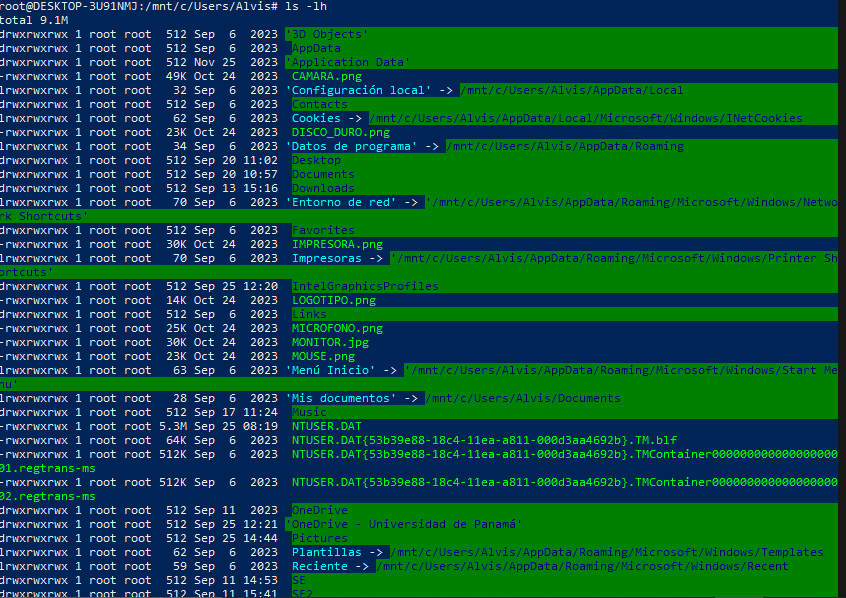 root@DESKTOP-3U91NMJ:/mnt/c/Users/Alvis# ls -lh
total 9.1M
drwxrwxrwx 1 root root  512 Sep  6  2023 '3D Objects'
drwxrwxrwx 1 root root  512 Sep  6  2023  AppData
drwxrwxrwx 1 root root  512 Nov 25  2023 'Application Data'
-rwxrwxrwx 1 root root  49K Oct 24  2023  CAMARA.png
lrwxrwxrwx 1 root root   32 Sep  6  2023 'Configuración local' -> /mnt/c/Users/Alvis/AppData/Local
drwxrwxrwx 1 root root  512 Sep  6  2023  Contacts
lrwxrwxrwx 1 root root   62 Sep  6  2023  Cookies -> /mnt/c/Users/Alvis/AppData/Local/Microsoft/Windows/INetCookies
-rwxrwxrwx 1 root root  23K Oct 24  2023  DISCO_DURO.png
lrwxrwxrwx 1 root root   34 Sep  6  2023 'Datos de programa' -> /mnt/c/Users/Alvis/AppData/Roaming
drwxrwxrwx 1 root root  512 Sep 20 11:02  Desktop
drwxrwxrwx 1 root root  512 Sep 20 10:57  Documents
drwxrwxrwx 1 root root  512 Sep 13 15:16  Downloads
lrwxrwxrwx 1 root root   70 Sep  6  2023 'Entorno de red' -> '/mnt/c/Users/Alvis/AppData/Roaming/Microsoft/Windows/Netwo
rk Shortcuts'
drwxrwxrwx 1 root root  512 Sep  6  2023  Favorites
-rwxrwxrwx 1 root root  30K Oct 24  2023  IMPRESORA.png
lrwxrwxrwx 1 root root   70 Sep  6  2023  Impresoras -> '/mnt/c/Users/Alvis/AppData/Roaming/Microsoft/Windows/Printer Sh
ortcuts'
drwxrwxrwx 1 root root  512 Sep 25 12:20  IntelGraphicsProfiles
-rwxrwxrwx 1 root root  14K Oct 24  2023  LOGOTIPO.png
drwxrwxrwx 1 root root  512 Sep  6  2023  Links
-rwxrwxrwx 1 root root  25K Oct 24  2023  MICROFONO.png
-rwxrwxrwx 1 root root  30K Oct 24  2023  MONITOR.jpg
-rwxrwxrwx 1 root root  23K Oct 24  2023  MOUSE.png
lrwxrwxrwx 1 root root   63 Sep  6  2023 'Menú Inicio' -> '/mnt/c/Users/Alvis/AppData/Roaming/Microsoft/Windows/Start Me
nu'
lrwxrwxrwx 1 root root   28 Sep  6  2023 'Mis documentos' -> /mnt/c/Users/Alvis/Documents
drwxrwxrwx 1 root root  512 Sep 17 11:24  Music
-rwxrwxrwx 1 root root 5.3M Sep 25 08:19  NTUSER.DAT
-rwxrwxrwx 1 root root  64K Sep  6  2023  NTUSER.DAT{53b39e88-18c4-11ea-a811-000d3aa4692b}.TM.blf
-rwxrwxrwx 1 root root 512K Sep  6  2023  NTUSER.DAT{53b39e88-18c4-11ea-a811-000d3aa4692b}.TMContainer000000000000000000
01.regtrans-ms
-rwxrwxrwx 1 root root 512K Sep  6  2023  NTUSER.DAT{53b39e88-18c4-11ea-a811-000d3aa4692b}.TMContainer000000000000000000
02.regtrans-ms
drwxrwxrwx 1 root root  512 Sep 11  2023  OneDrive
drwxrwxrwx 1 root root  512 Sep 25 12:21 'OneDrive - Universidad de Panamá'
drwxrwxrwx 1 root root  512 Sep 25 14:44  Pictures
lrwxrwxrwx 1 root root   62 Sep  6  2023  Plantillas -> /mnt/c/Users/Alvis/AppData/Roaming/Microsoft/Windows/Templates
lrwxrwxrwx 1 root root   59 Sep  6  2023  Reciente -> /mnt/c/Users/Alvis/AppData/Roaming/Microsoft/Windows/Recent
drwxrwxrwx 1 root root  512 Sep 11 14:53  SE
drwxrwxrwx 1 root root  512 Sep 11 15:41  SE2